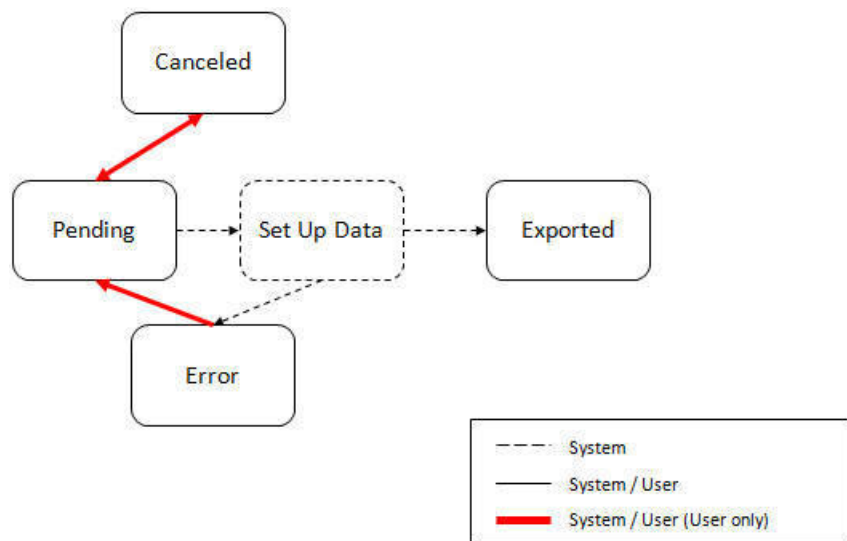 Canceled
Pending
Set Up Data
Exported
Error
System
System / User
System / User (User only)